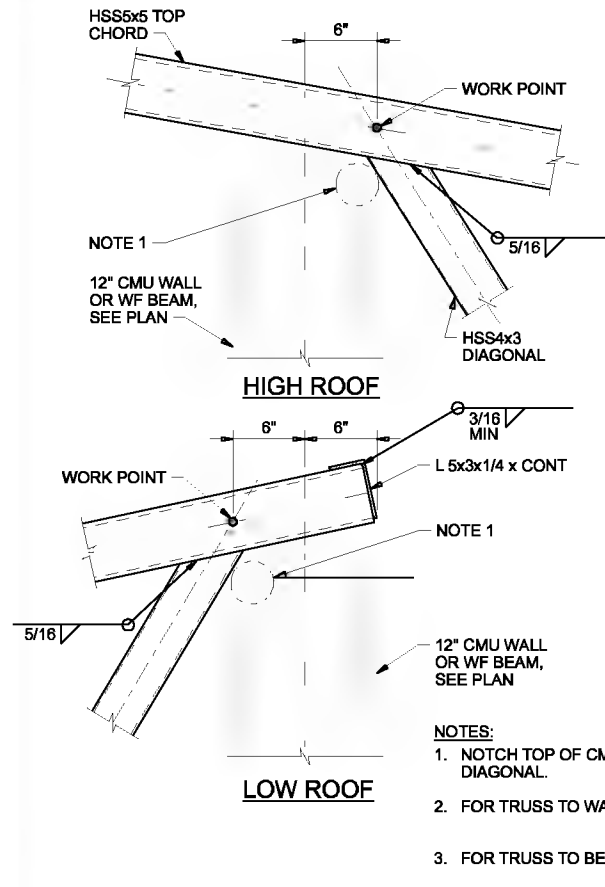 HSS5x5 TOP
CHORD
6"
WORK POINT
NOTE 1
5/16
12" CMU WALL
OR WF BEAM,
SEE PLAN
HSS4x3
DIAGONAL
HIGH ROOF
3/16
MIN
6" 6"
L 5x3x1/4 x CONT
WORK POINT
NOTE 1
5/16
12" CMU WALL
OR WF BEAM,
SEE PLAN
LOW ROOF
NOTES:
1. NOTCH TOP OF CM
DIAGONAL.
2. FOR TRUSS TO WA
3. FOR TRUSS TO BE